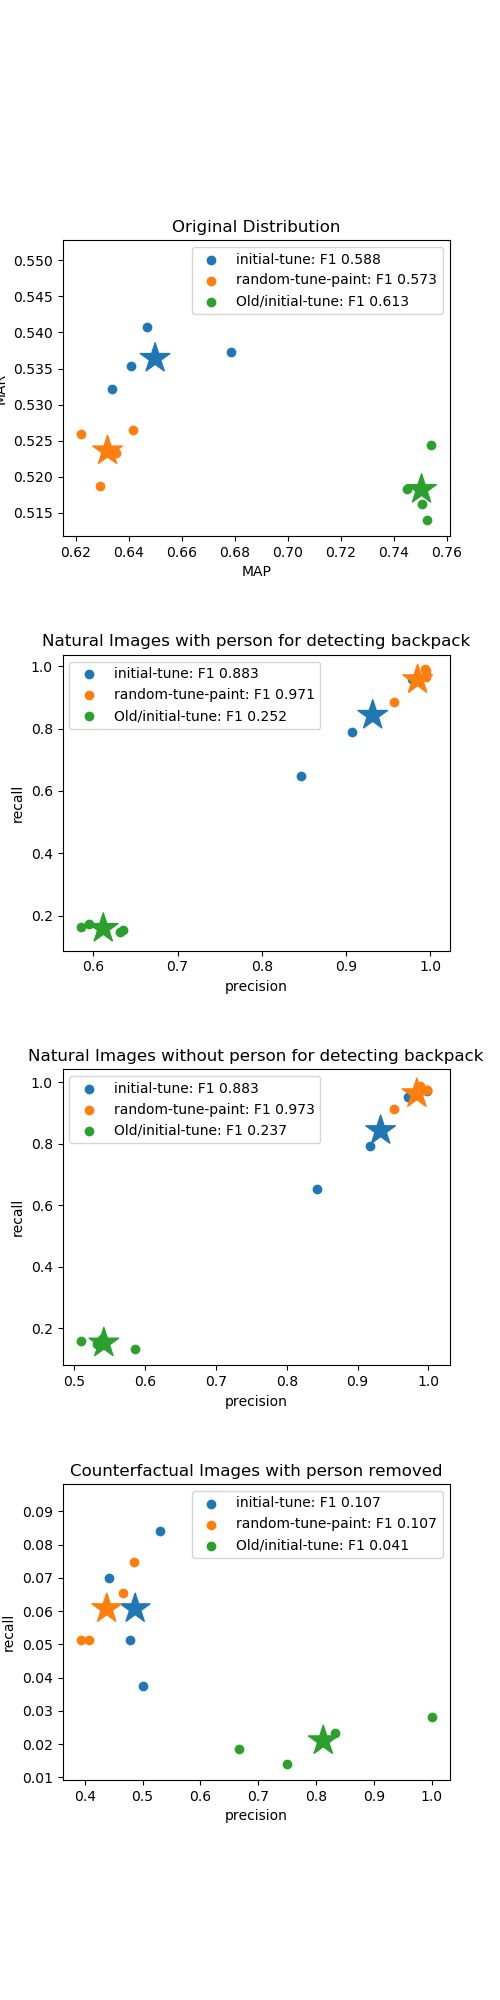 Original Distribution
initial-tune: F1 0.588
random-tune-paint: F1 0.573
Old/initial-tune: F1 0.613
0.550
0.545
0.540
0.535
0.530
0.525
0.520
0.515
MAR
0.62 0.64 0.66 0.68 0.70 0.72 0.74 0.76
MAP
Natural Images with person for detecting backpack
initial-tune: F1 0.883
random-tune-paint: F1 0.971
Old/initial-tune: F1 0.252
1.0
0.8
0.6
0.4
0.2
recall
0.6 0.7 0.8 0.9 1.0
precision
Natural Images without person for detecting backpack
initial-tune: F1 0.883
random-tune-paint: F1 0.973
Old/initial-tune: F1 0.237
1.0
0.8
0.6
0.4
0.2
recall
0.5 0.6 0.7 0.8 0.9 1.0
precision
Counterfactual Images with person removed
initial-tune: F1 0.107
random-tune-paint: F1 0.107
Old/initial-tune: F1 0.041
0.09
0.08
0.07
0.06
0.05
0.04
0.03
0.02
0.01
recall
0.4 0.5 0.6 0.7 0.8 0.9 1.0
precision